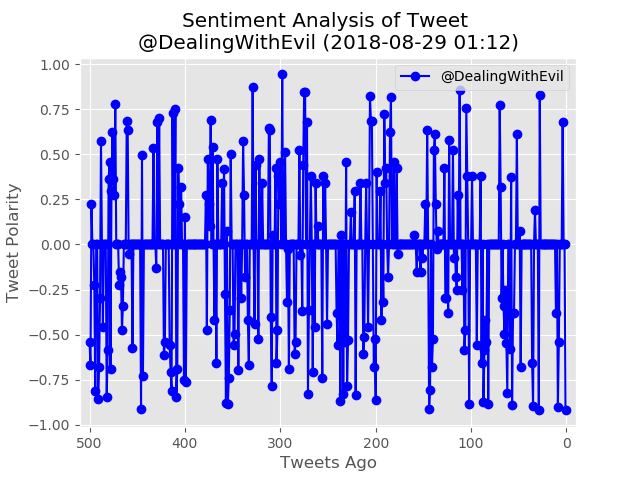 Sentiment Analysis of Tweet
@DealingWithEvil (2018-08-29 01:12)
@DealingWithEvil
Tweet Polarity
1.00
0.75
0.50
0.25
0.00
−0.25
−0.50
−0.75
−1.00
500 400 300 200 100 0
Tweets Ago